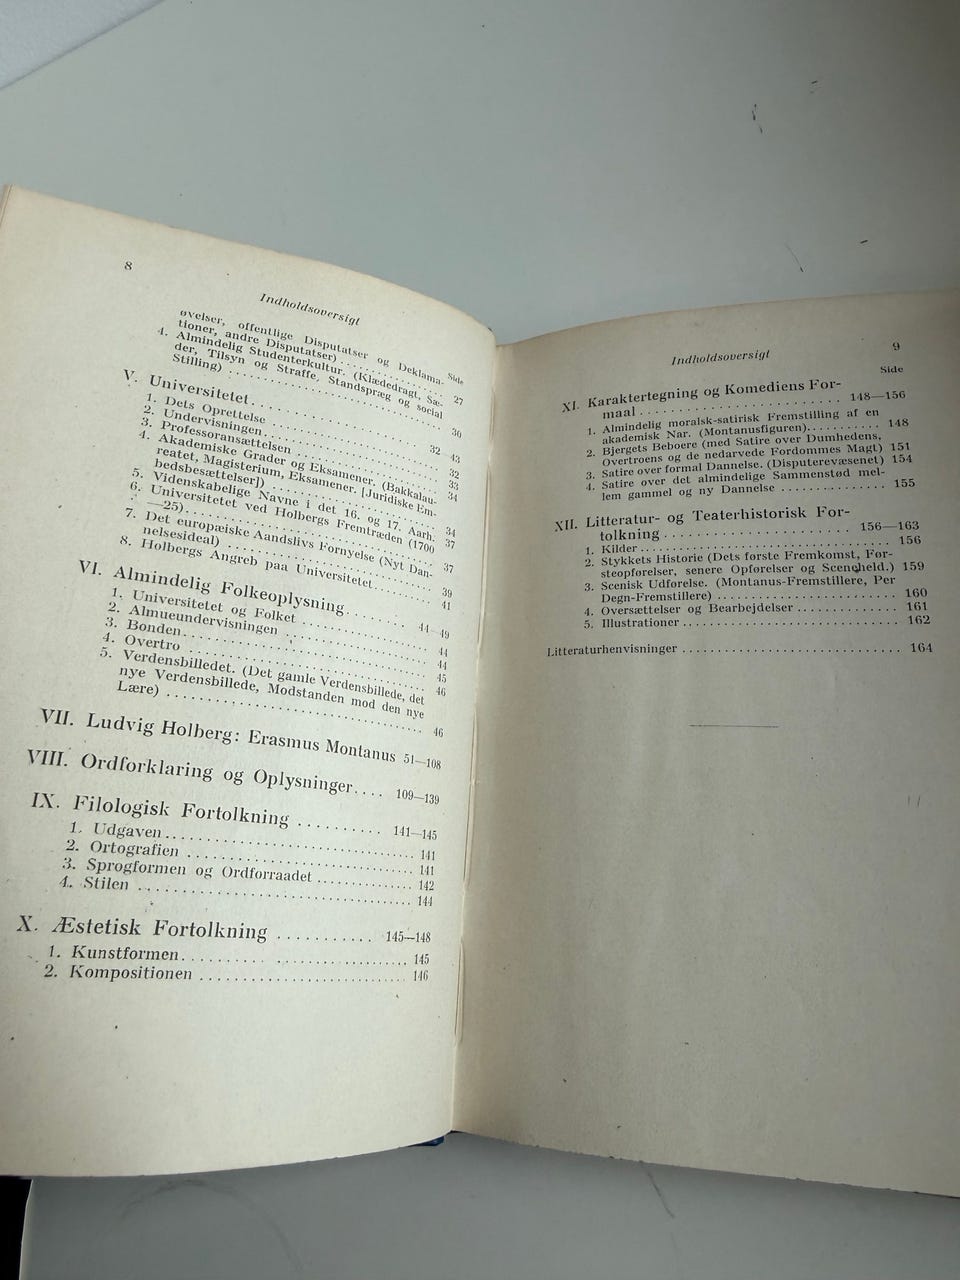 8
Indholdsoversigt
Side
øvelser, offentlige Disputatser og Deklama-
tioner, andre Disputatser) .......... 27
4. Almindelig Studenterkultur. (Klædedragt, Sæ-
der, Tilsyn og Straffe, Standspræg og social
Stilling) .......... 30
V. Universitetet .......... 32—43
1. Dets Oprettelse .......... 32
2. Undervisningen .......... 33
3. Professoransættelsen .......... 34
4. Akademiske Grader og Eksamener. (Bakkalau-
reatet, Magisterium, Eksamener. [Juridiske Em-
bedsbesættelser]) .......... 34
5. Videnskabelige Navne i det 16. og 17. Aarh. 37
6. Universitetet ved Holbergs Fremtræden (1700
—25) .......... 37
7. Det europæiske Aandslivs Fornyelse (Nyt Dan-
nelsesideal) .......... 39
8. Holbergs Angreb paa Universitetet .......... 41
VI. Almindelig Folkeoplysning .......... 44—49
1. Universitetet og Folket .......... 44
2. Almueundervisningen .......... 44
3. Bonden .......... 45
4. Overtro .......... 46
5. Verdensbilledet. (Det gamle Verdensbillede, det
nye Verdensbillede, Modstanden mod den nye
Lære) .......... 46
VII. Ludvig Holberg: Erasmus Montanus 51—108
VIII. Ordforklaring og Oplysninger .... 109—139
IX. Filologisk Fortolkning .......... 141—145
1. Udgaven .......... 141
2. Ortografien .......... 141
3. Sprogformen og Ordforraadet .......... 142
4. Stilen .......... 144
X. Æstetisk Fortolkning .......... 145—148
1. Kunstformen .......... 145
2. Kompositionen .......... 146
Indholdsoversigt
9
Side
XI. Karaktertegning og Komediens For-
maal .......... 148—156
1. Almindelig moralsk-satirisk Fremstilling af en
akademisk Nar. (Montanusfiguren) .......... 148
2. Bjergets Beboere (med Satire over Dumhedens,
Overtroens og de nedarvede Fordommes Magt) 151
3. Satire over formal Dannelse. (Disputerevæsenet) 154
4. Satire over det almindelige Sammenstød mel-
lem gammel og ny Dannelse .......... 155
XII. Litteratur- og Teaterhistorisk For-
tolkning .......... 156—163
1. Kilder .......... 156
2. Stykkets Historie (Dets første Fremkomst, Før-
steopførelser, senere Opførelser og Sceneheld.) 159
3. Scenisk Udførelse. (Montanus-Fremstillere, Per
Degn-Fremstillere) .......... 160
4. Oversættelser og Bearbejdelser .......... 161
5. Illustrationer .......... 162
Litteraturhenvisninger .......... 164